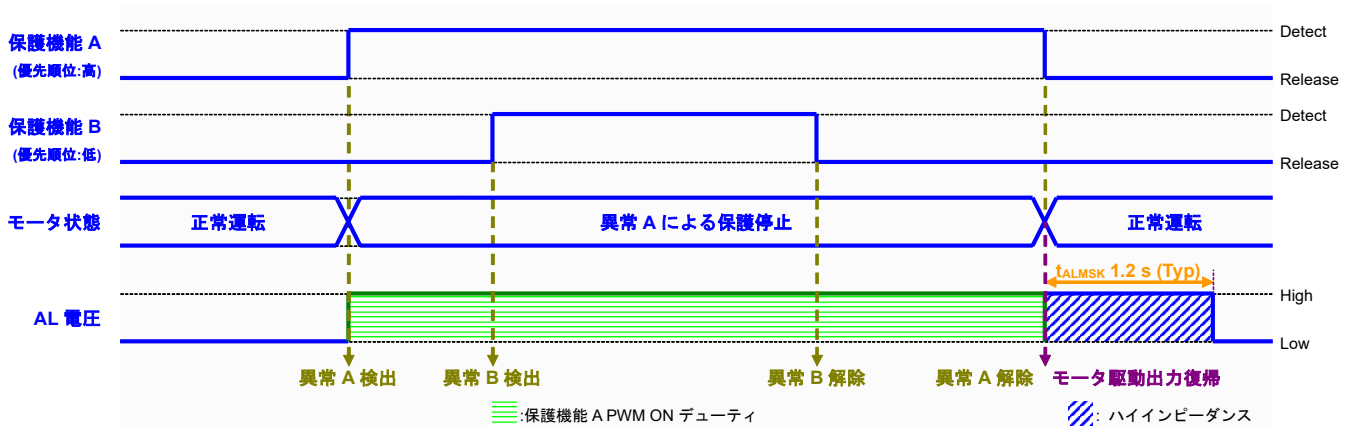 保護機能 A
(優先順位:高)
Detect
Release
保護機能 B
(優先順位:低)
Detect
Release
モータ状態
正常運転
異常 A による保護停止
正常運転
tALMSK 1.2 s (Typ)
AL 電圧
High
Low
異常 A 検出
異常 B 検出
異常 B 解除
異常 A 解除
モータ駆動出力復帰
:保護機能 A PWM ON デューティ
: ハイインピーダンス